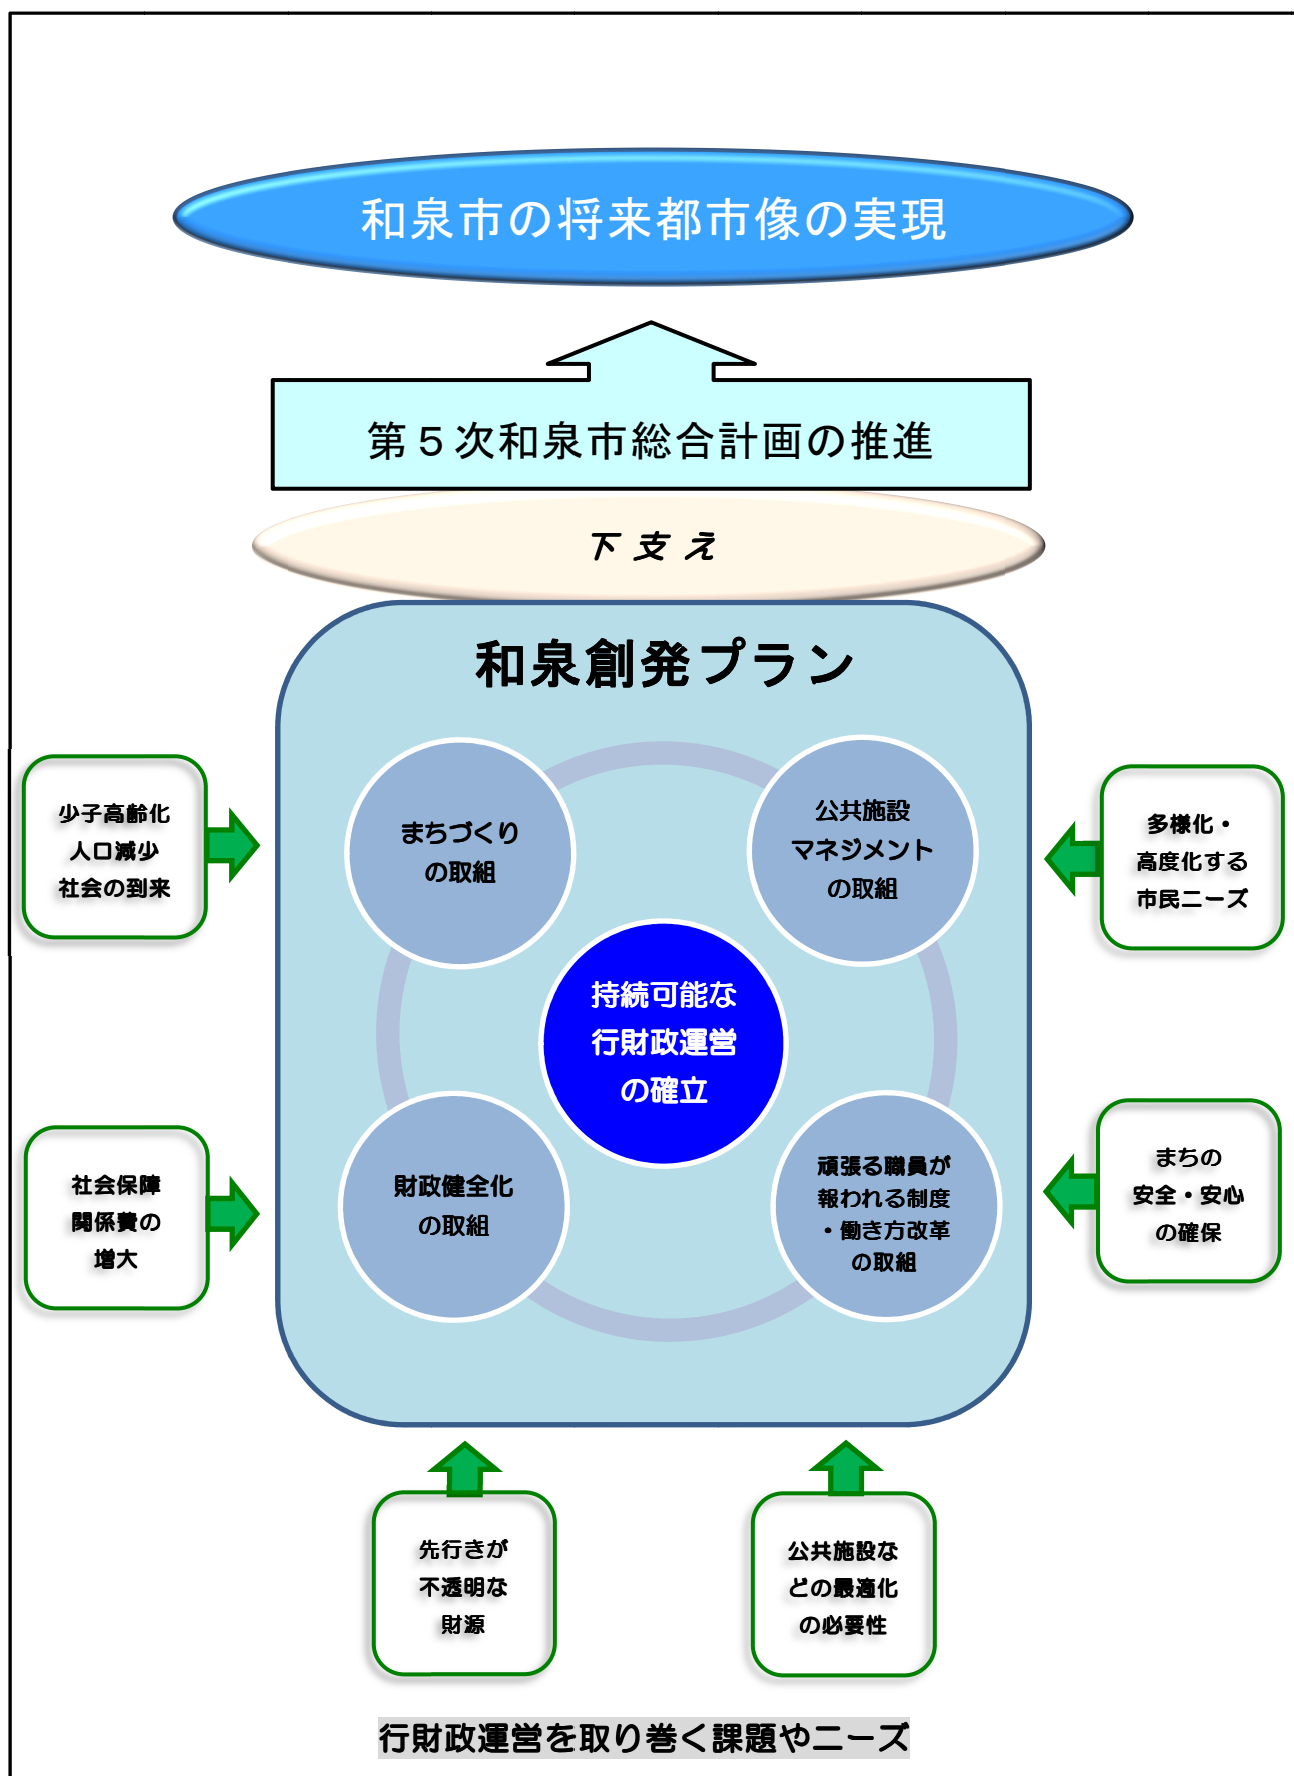 和泉市の将来都市像の実現
第５次和泉市総合計画の推進
下支え
和泉創発プラン
まちづくり
の取組
公共施設
マネジメント
の取組
持続可能な
行財政運営
の確立
財政健全化
の取組
頑張る職員が
報われる制度
・働き方改革
の取組
少子高齢化
人口減少
社会の到来
社会保障
関係費の
増大
多様化・
高度化する
市民ニーズ
まちの
安全・安心
の確保
先行きが
不透明な
財源
公共施設な
どの最適化
の必要性
行財政運営を取り巻く課題やニーズ